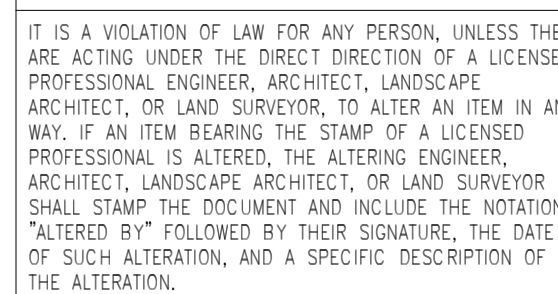 IT IS A VIOLATION OF LAW FOR ANY PERSON, UNLESS THE
ARE ACTING UNDER THE DIRECT DIRECTION OF A LICENSE
PROFESSIONAL ENGINEER, ARCHITECT, LANDSCAPE
ARCHITECT, OR LAND SURVEYOR, TO ALTER AN ITEM IN AN
WAY. IF AN ITEM BEARING THE STAMP OF A LICENSED
PROFESSIONAL IS ALTERED, THE ALTERING ENGINEER,
ARCHITECT, LANDSCAPE ARCHITECT, OR LAND SURVEYOR
SHALL STAMP THE DOCUMENT AND INCLUDE THE NOTATION
"ALTERED BY" FOLLOWED BY THEIR SIGNATURE, THE DATE
OF SUCH ALTERATION, AND A SPECIFIC DESCRIPTION OF
THE ALTERATION.